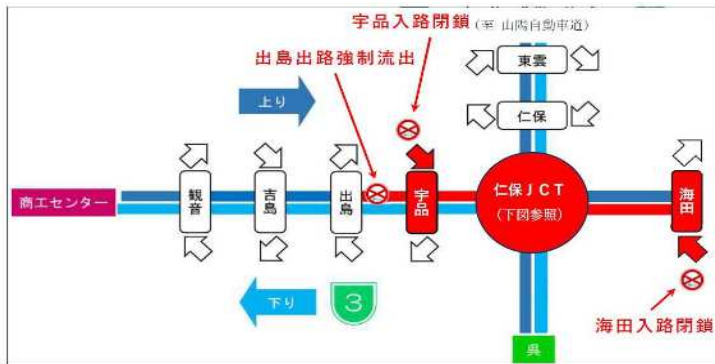 宇品入路閉鎖
(至 山陽自動車道)
出島出路強制流出
東雲
上り
仁保
観音
吉島
出島
宇品
仁保JCT
(下図参照)
海田
商工センター
下り
3
海田入路閉鎖
呉